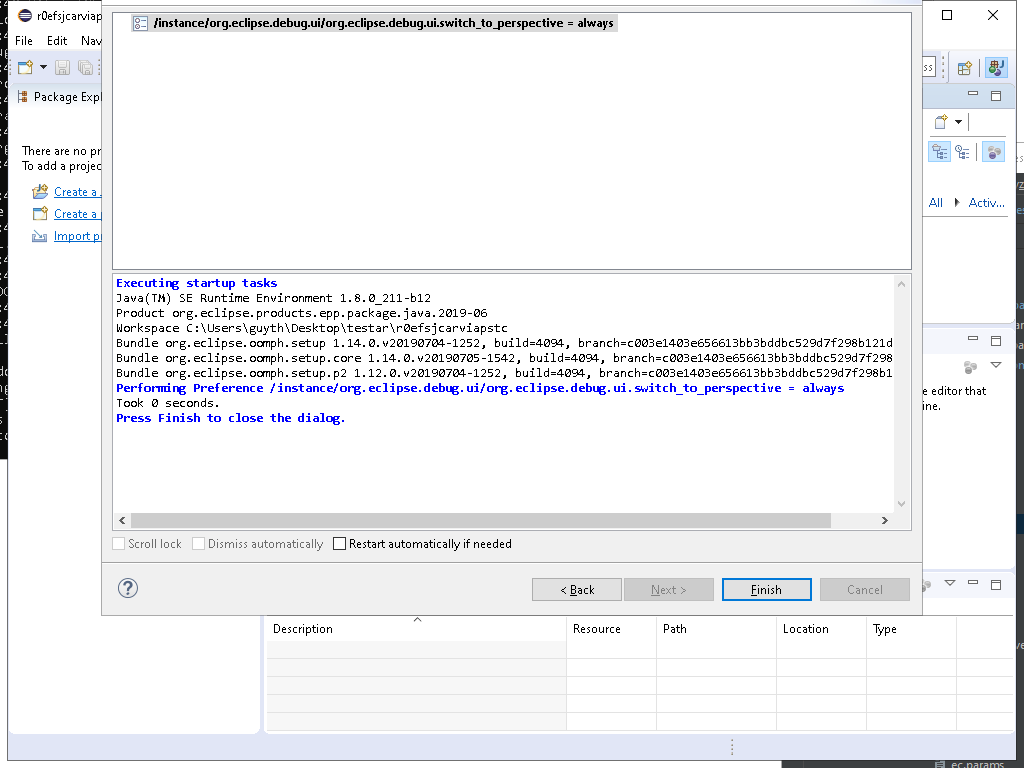 r0efsjcarviap
/instance/org.eclipse.debug.ui/org.eclipse.debug.ui.switch_to_perspective = always
File Edit Nav
ss
Package Expl
There are no pr
To add a projec
Create a
Create a
Import pr
All Activ...
Executing startup tasks
Java(TM) SE Runtime Environment 1.8.0_211-b12
Product org.eclipse.products.epp.package.java.2019-06
Workspace C:\Users\guyth\Desktop\testar\r0efsjcarviapstc
Bundle org.eclipse.oomph.setup 1.14.0.v20190704-1252, build=4094, branch=c003e1403e656613bb3bddbc529d7f298b121d
Bundle org.eclipse.oomph.setup.core 1.14.0.v20190705-1542, build=4094, branch=c003e1403e656613bb3bddbc529d7f298
Bundle org.eclipse.oomph.setup.p2 1.12.0.v20190704-1252, build=4094, branch=c003e1403e656613bb3bddbc529d7f298b1
Performing Preference /instance/org.eclipse.debug.ui/org.eclipse.debug.ui.switch_to_perspective = always
Took 0 seconds.
Press Finish to close the dialog.
e editor that
ine.
Scroll lock Dismiss automatically Restart automatically if needed
< Back Next > Finish Cancel
Description Resource Path Location Type
ec.params